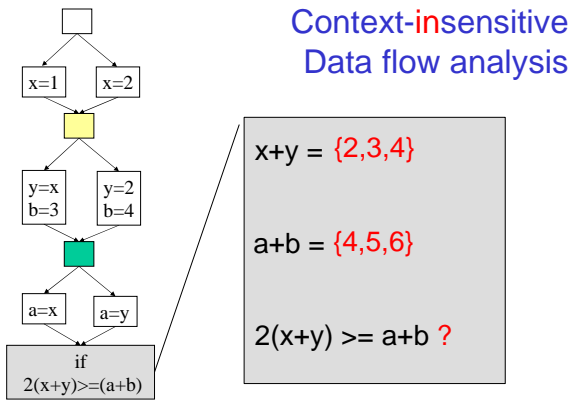 Context-insensitive
Data flow analysis
x=1
x=2
y=x
b=3
y=2
b=4
a=x
a=y
if
2(x+y)>=(a+b)
x+y = {2,3,4}
a+b = {4,5,6}
2(x+y) >= a+b ?